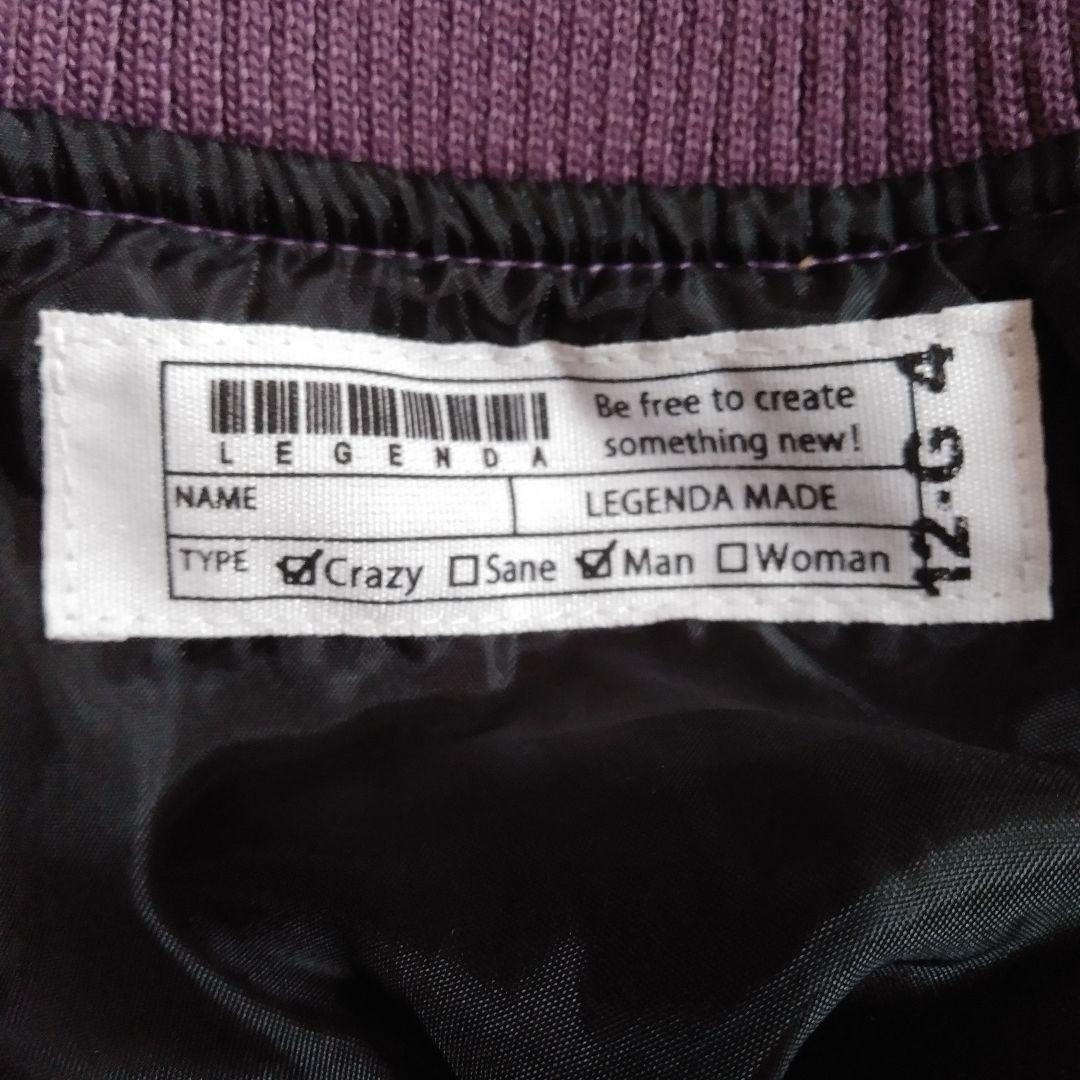 LEGENDA
Be free to create
something new!
NAME
LEGENDA MADE
TYPE ☑Crazy ☐Sane ☑Man ☐Woman
12·G 4